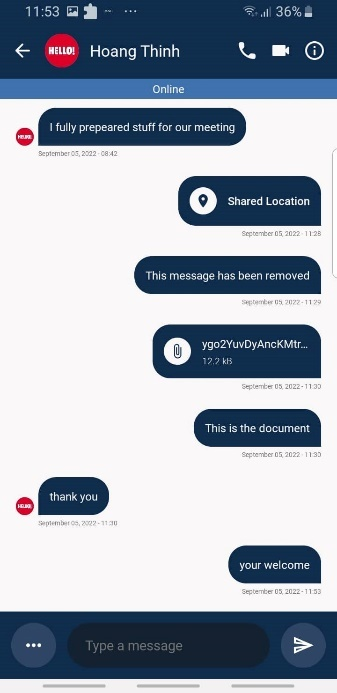 11:53
36%
HELLO!
Hoang Thinh
Online
I fully prepeared stuff for our meeting
HELLO!
September 05, 2022 - 08:42
Shared Location
September 05, 2022 - 11:28
This message has been removed
September 05, 2022 - 11:29
ygo2YuvDyAncKMtr...
12.2 kB
September 05, 2022 - 11:30
This is the document
September 05, 2022 - 11:30
thank you
HELLO!
September 05, 2022 - 11:30
your welcome
September 05, 2022 - 11:53
Type a message